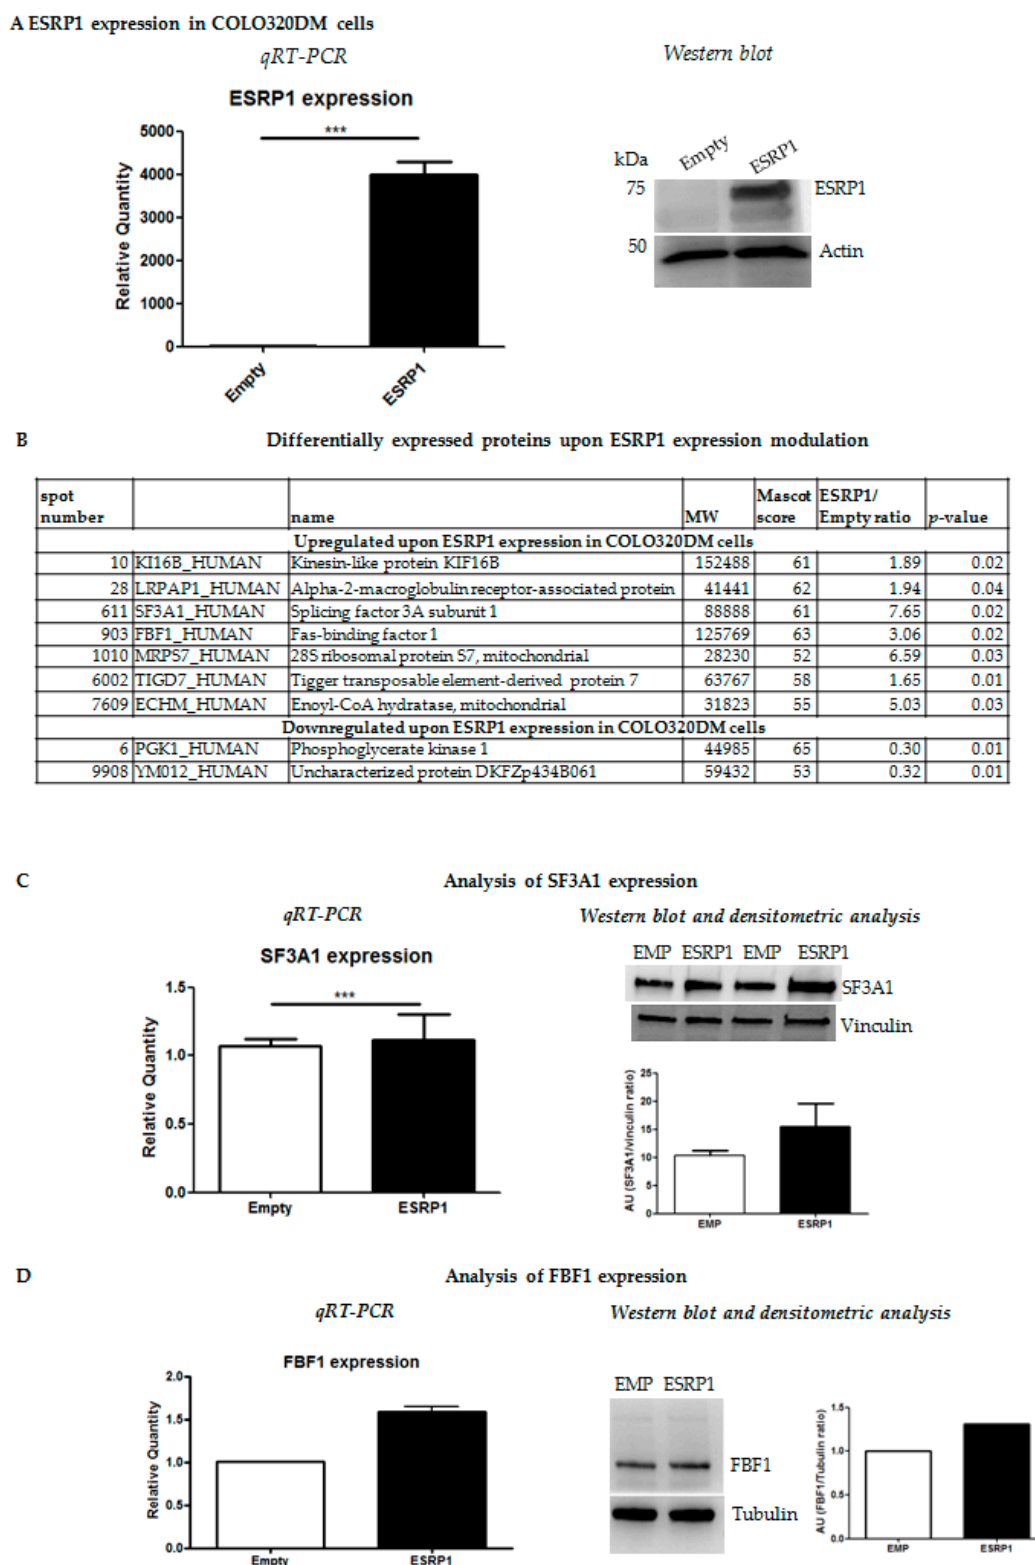 A ESRP1 expression in COLO320DM cells
qRT-PCR
Western blot
ESRP1 expression
***
5000
4000
3000
2000
1000
0
Relative Quantity
Empty
ESRP1
kDa
Empty
ESRP1
75
ESRP1
50
Actin
B
Differentially expressed proteins upon ESRP1 expression modulation
spot number name MW Mascot score ESRP1/ Empty ratio p-value
Upregulated upon ESRP1 expression in COLO320DM cells
10 KI16B_HUMAN Kinesin-like protein KIF16B 152488 61 1.89 0.02
28 LRPAP1_HUMAN Alpha-2-macroglobulin receptor-associated protein 41441 62 1.94 0.04
611 SF3A1_HUMAN Splicing factor 3A subunit 1 88888 61 7.65 0.02
903 FBF1_HUMAN Fas-binding factor 1 125769 63 3.06 0.02
1010 MRPS7_HUMAN 28S ribosomal protein S7, mitochondrial 28230 52 6.59 0.03
6002 TIGD7_HUMAN Tigger transposable element-derived protein 7 63767 58 1.65 0.01
7609 ECHM_HUMAN Enoyl-CoA hydratase, mitochondrial 31823 55 5.03 0.03
Downregulated upon ESRP1 expression in COLO320DM cells
6 PGK1_HUMAN Phosphoglycerate kinase 1 44985 65 0.30 0.01
9908 YM012_HUMAN Uncharacterized protein DKFZp434B061 59432 53 0.32 0.01
C
Analysis of SF3A1 expression
qRT-PCR
Western blot and densitometric analysis
SF3A1 expression
***
1.5
1.0
0.5
0.0
Relative Quantity
Empty
ESRP1
EMP ESRP1 EMP ESRP1
SF3A1
Vinculin
25
20
15
10
5
0
AU (SF3A1/vinculin ratio)
EMP
ESRP1
D
Analysis of FBF1 expression
qRT-PCR
Western blot and densitometric analysis
FBF1 expression
2.0
1.5
1.0
0.5
0.0
Relative Quantity
Empty
ESRP1
EMP ESRP1
FBF1
Tubulin
1.5
1.0
0.5
0.0
AU (FBF1/Tubulin ratio)
EMP
ESRP1